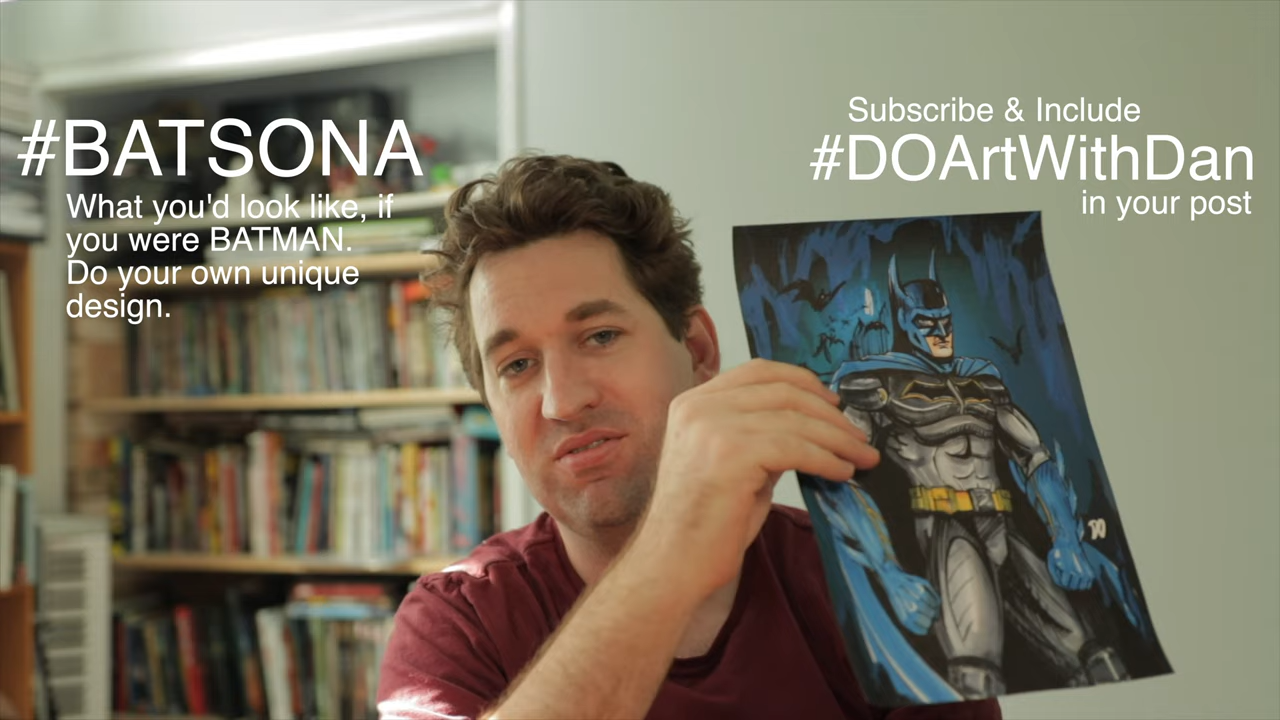 #BATSONA
What you'd look like, if
you were BATMAN.
Do your own unique
design.
Subscribe & Include
#DOArtWithDan
in your post
DO